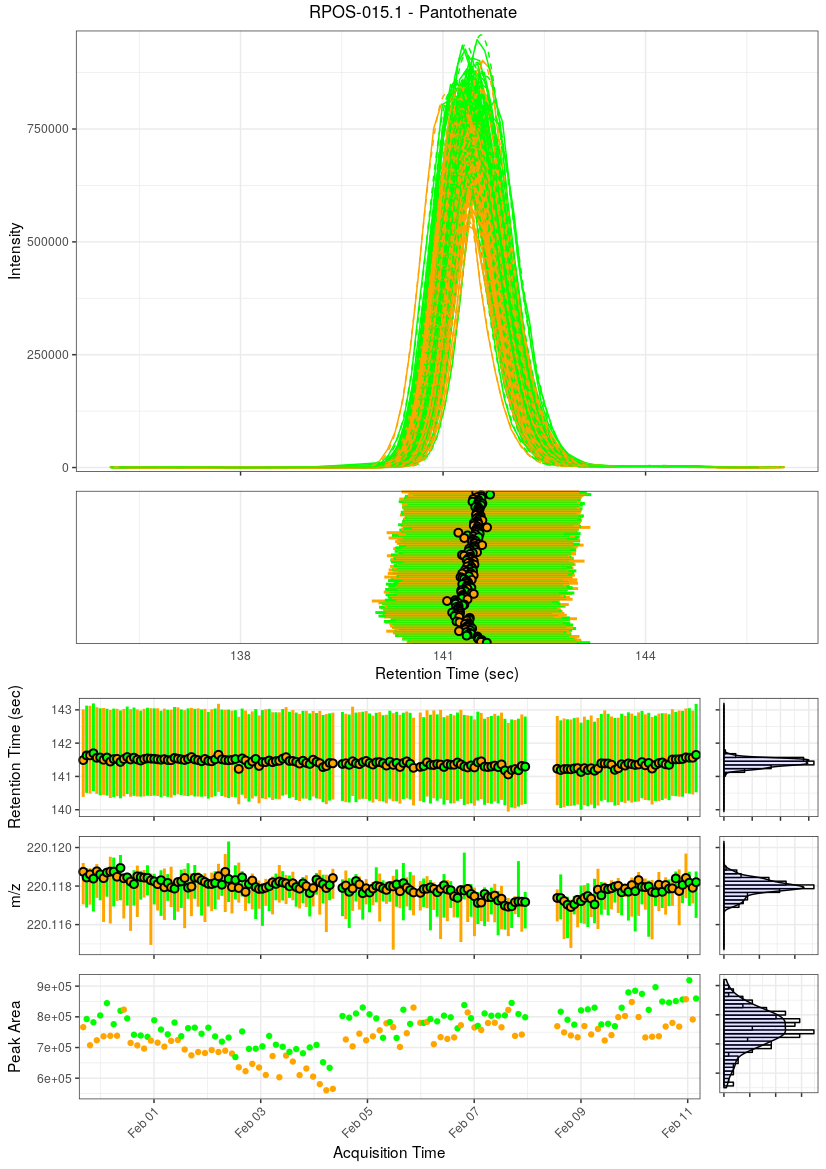 RPOS-015.1 - Pantothenate
Intensity
750000
500000
250000
0
138
141
144
Retention Time (sec)
Retention Time (sec)
143
142
141
140
m/z
220.120
220.118
220.116
Peak Area
9e+05
8e+05
7e+05
6e+05
Feb 01
Feb 03
Feb 05
Feb 07
Feb 09
Feb 11
Acquisition Time